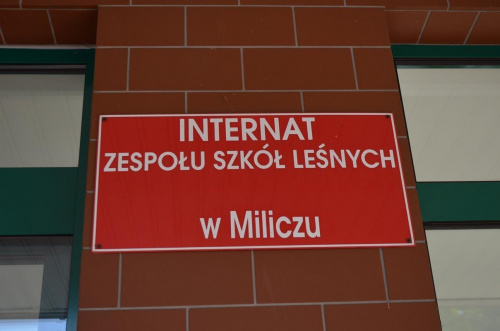 INTERNAT
ZESPOŁU SZKÓŁ LEŚNYCH
w Miliczu